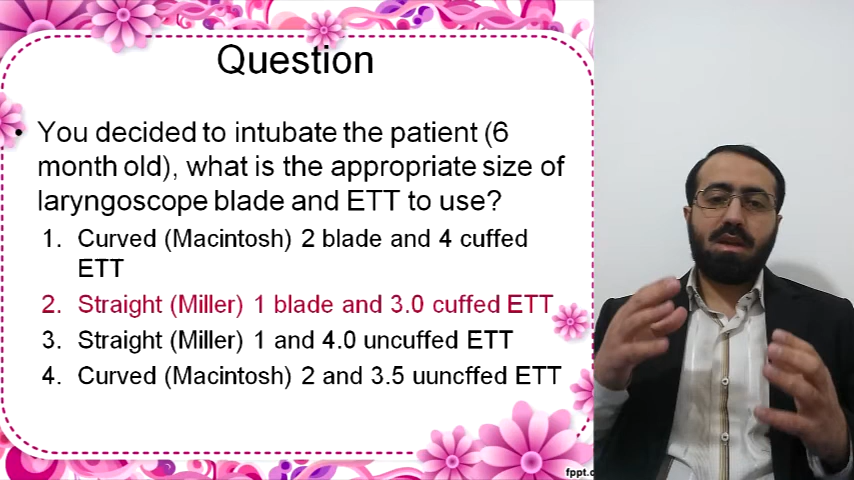 Question
• You decided to intubate the patient (6
month old), what is the appropriate size of
laryngoscope blade and ETT to use?
1. Curved (Macintosh) 2 blade and 4 cuffed
ETT
2. Straight (Miller) 1 blade and 3.0 cuffed ETT
3. Straight (Miller) 1 and 4.0 uncuffed ETT
4. Curved (Macintosh) 2 and 3.5 uuncffed ETT
fppt.c